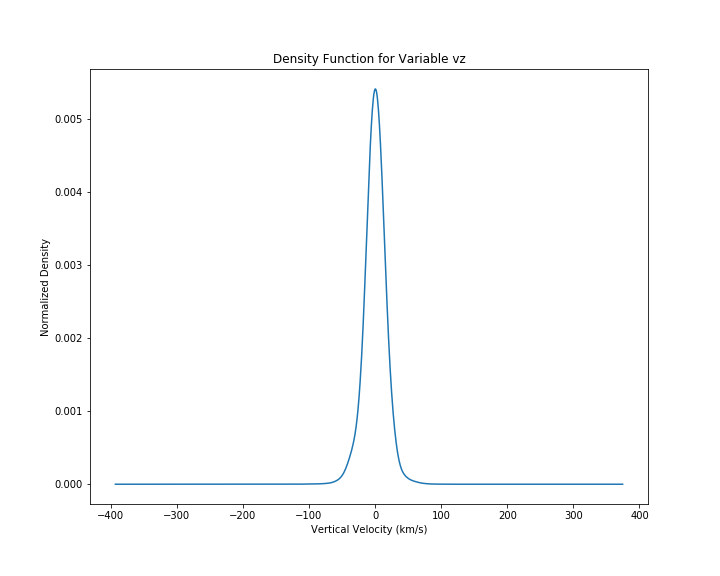 Density Function for Variable vz
0.005
0.004
0.003
0.002
0.001
0.000
Normalized Density
−400 −300 −200 −100 0 100 200 300 400
Vertical Velocity (km/s)